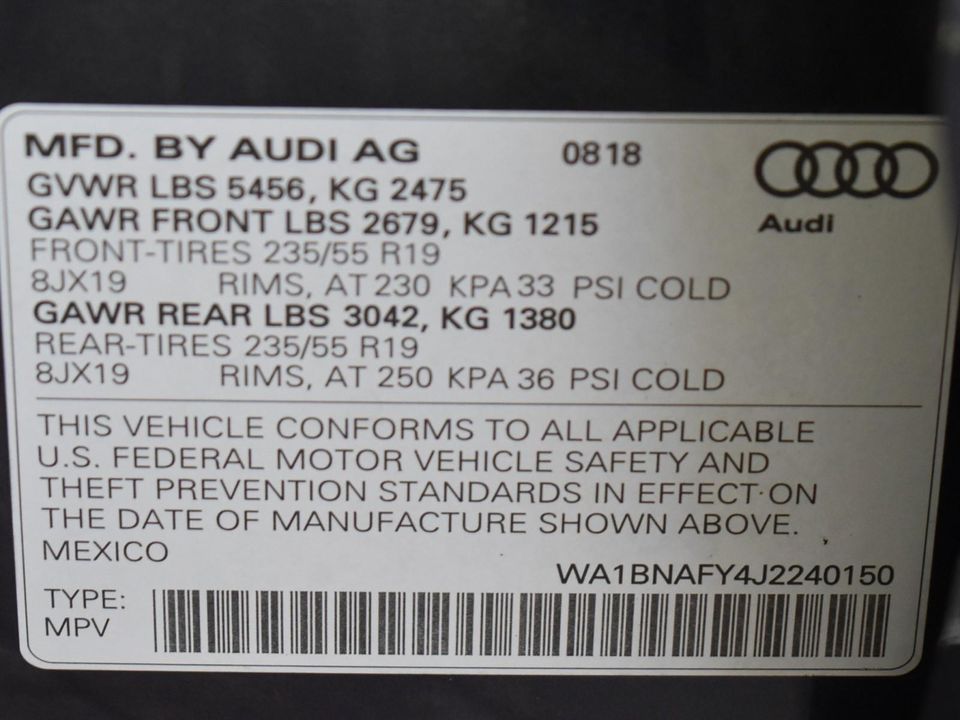 MFD. BY AUDI AG 0818
Audi
GVWR LBS 5456, KG 2475
GAWR FRONT LBS 2679, KG 1215
FRONT-TIRES 235/55 R19
8JX19 RIMS, AT 230 KPA 33 PSI COLD
GAWR REAR LBS 3042, KG 1380
REAR-TIRES 235/55 R19
8JX19 RIMS, AT 250 KPA 36 PSI COLD
THIS VEHICLE CONFORMS TO ALL APPLICABLE
U.S. FEDERAL MOTOR VEHICLE SAFETY AND
THEFT PREVENTION STANDARDS IN EFFECT ON
THE DATE OF MANUFACTURE SHOWN ABOVE.
MEXICO
WA1BNAFY4J2240150
TYPE:
MPV